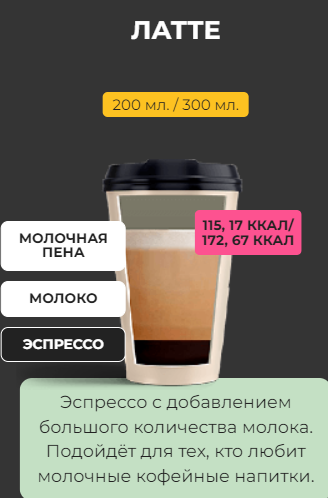 ЛАТТЕ
200 мл. / 300 мл.
115, 17 ККАЛ/
172, 67 ККАЛ
МОЛОЧНАЯ
ПЕНА
МОЛОКО
ЭСПРЕССО
Эспрессо с добавлением
большого количества молока.
Подойдёт для тех, кто любит
молочные кофейные напитки.